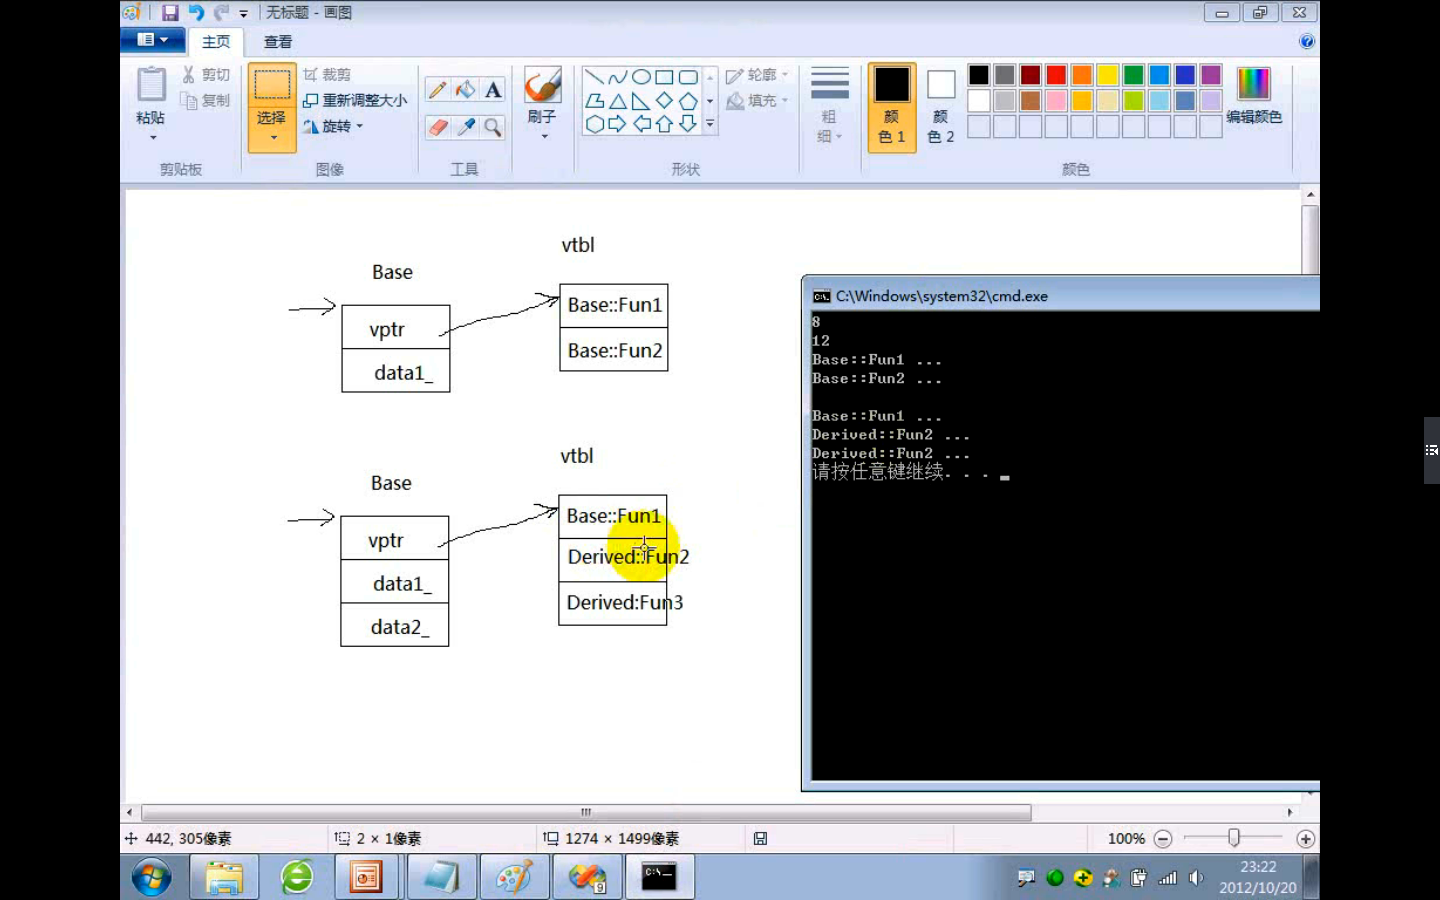 无标题 - 画图
主页 查看
粘贴 剪切 复制 剪贴板
选择 裁剪 重新调整大小 旋转 图像
A
工具
刷子
轮廓 填充 形状
粗细
颜色 1
颜色 2
编辑颜色
颜色
vtbl
Base
Base::Fun1
vptr
Base::Fun2
data1_
vtbl
Base
Base::Fun1
vptr
Derived::Fun2
data1_
Derived:Fun3
data2_
C:\Windows\system32\cmd.exe
8
12
Base::Fun1 ...
Base::Fun2 ...
Base::Fun1 ...
Derived::Fun2 ...
Derived::Fun2 ...
请按任意键继续. . .
442, 305像素 2 × 1像素 1274 × 1499像素 100%
C:\
9
23:22
2012/10/20